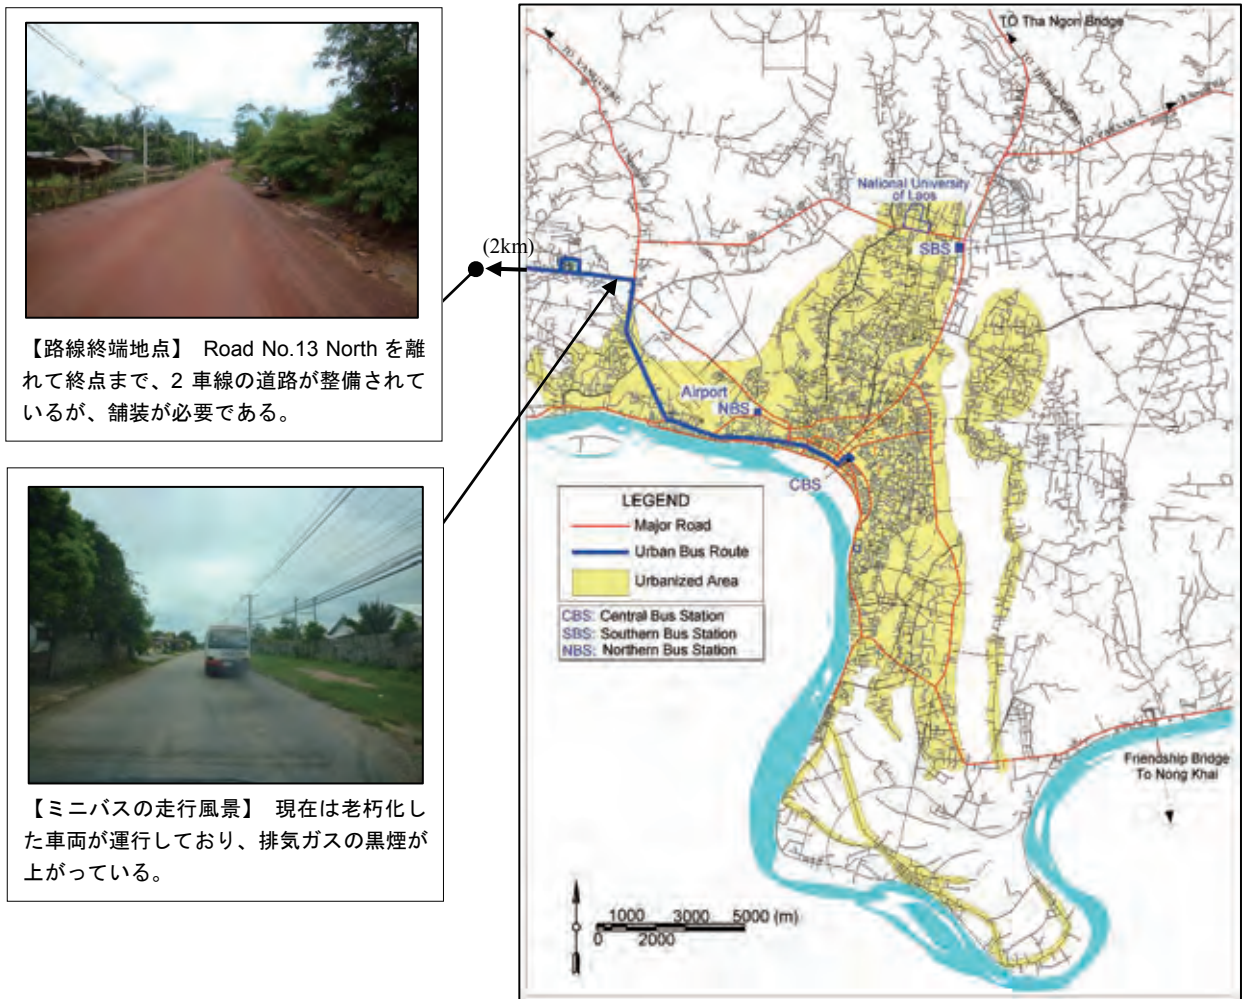 【路線終端地点】 Road No.13 North を離
れて終点まで、2 車線の道路が整備されて
いるが、舗装が必要である。
【ミニバスの走行風景】 現在は老朽化し
た車両が運行しており、排気ガスの黒煙が
上がっている。
(2km)
TO Tha Ngon Bridge
National University
of Laos
SBS
Airport
NBS
CBS
LEGEND
Major Road
Urban Bus Route
Urbanized Area
CBS: Central Bus Station
SBS: Southern Bus Station
NBS: Northern Bus Station
Friendship Bridge
To Nong Khai
1000 3000 5000 (m)
0 2000